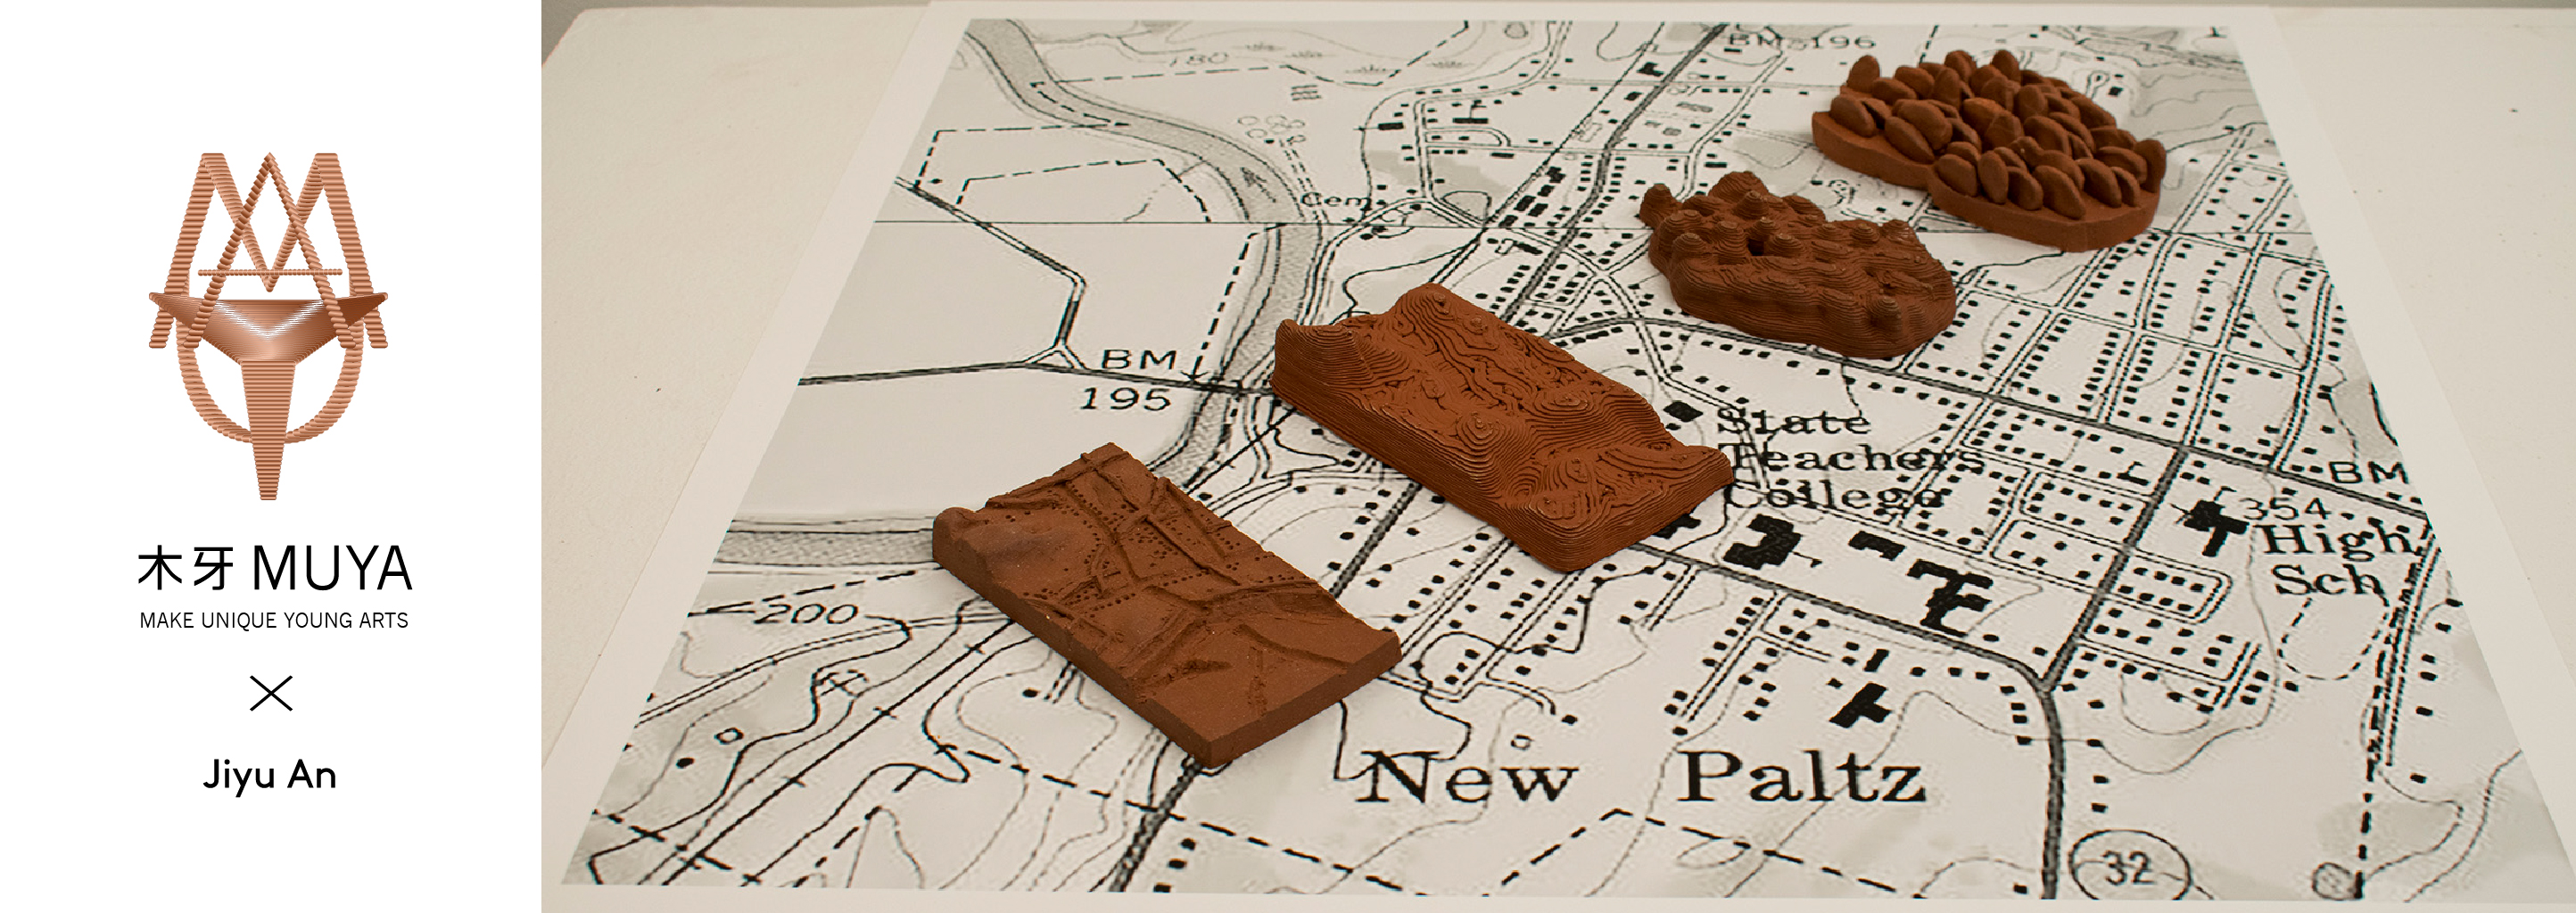 木牙 MUYA
MAKE UNIQUE YOUNG ARTS
Jiyu An
BM 196
180
Cem
BM
195
State
Teachers
College
BM
354
High
Sch
200
New Paltz
32